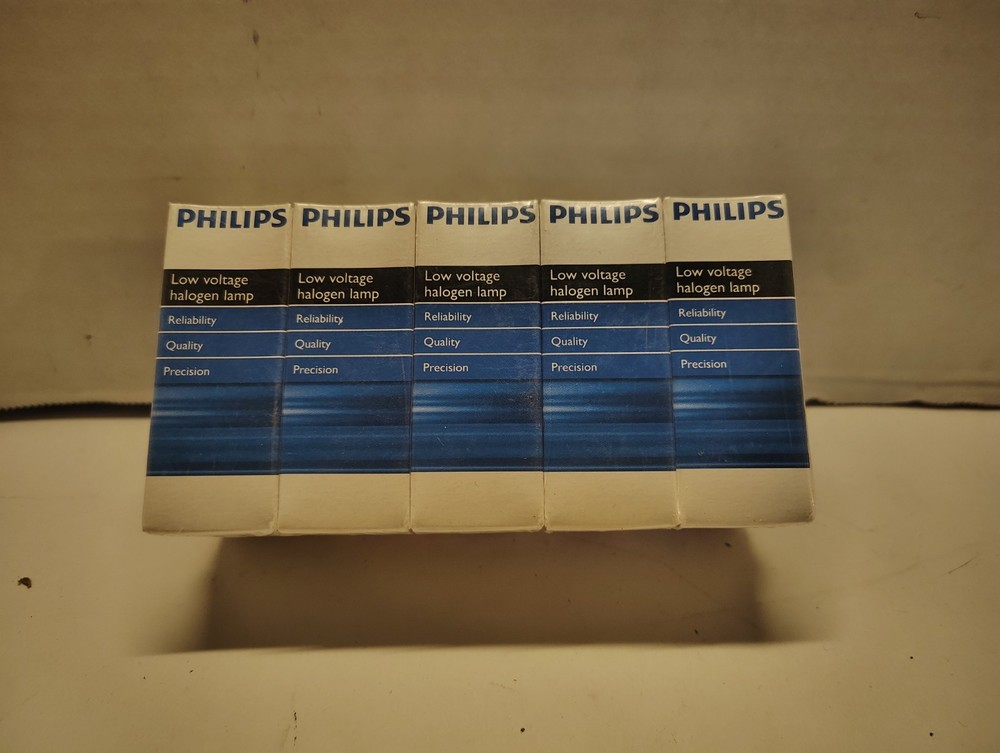 PHILIPS
Low voltage
halogen lamp
Reliability
Quality
Precision
PHILIPS
Low voltage
halogen lamp
Reliability
Quality
Precision
PHILIPS
Low voltage
halogen lamp
Reliability
Quality
Precision
PHILIPS
Low voltage
halogen lamp
Reliability
Quality
Precision
PHILIPS
Low voltage
halogen lamp
Reliability
Quality
Precision